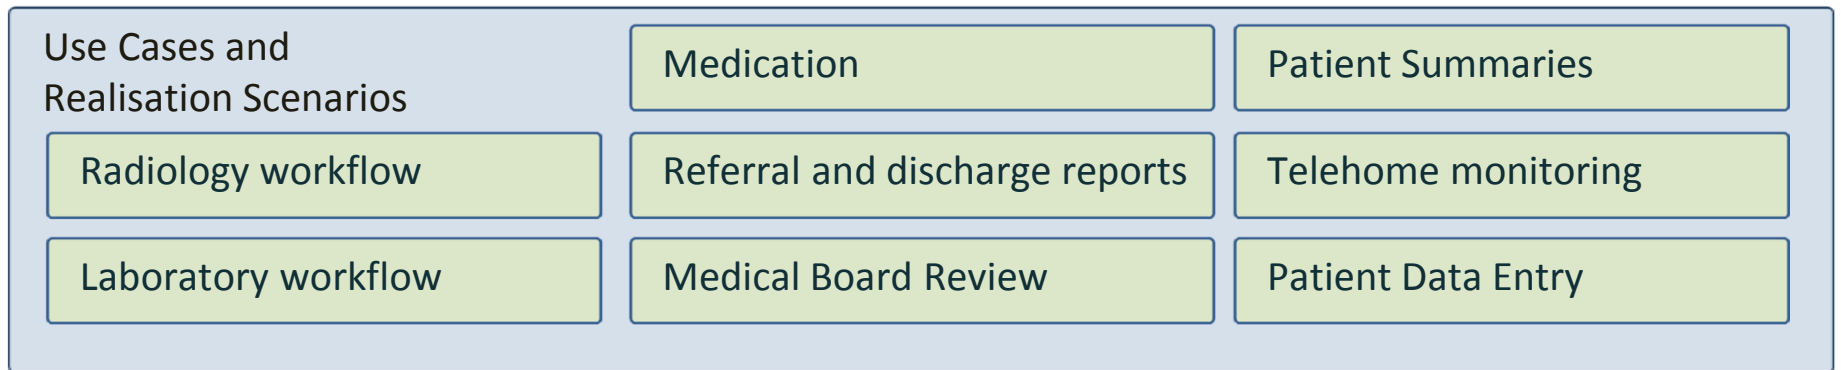 Use Cases and
Realisation Scenarios
Medication
Patient Summaries
Radiology workflow
Referral and discharge reports
Telehome monitoring
Laboratory workflow
Medical Board Review
Patient Data Entry